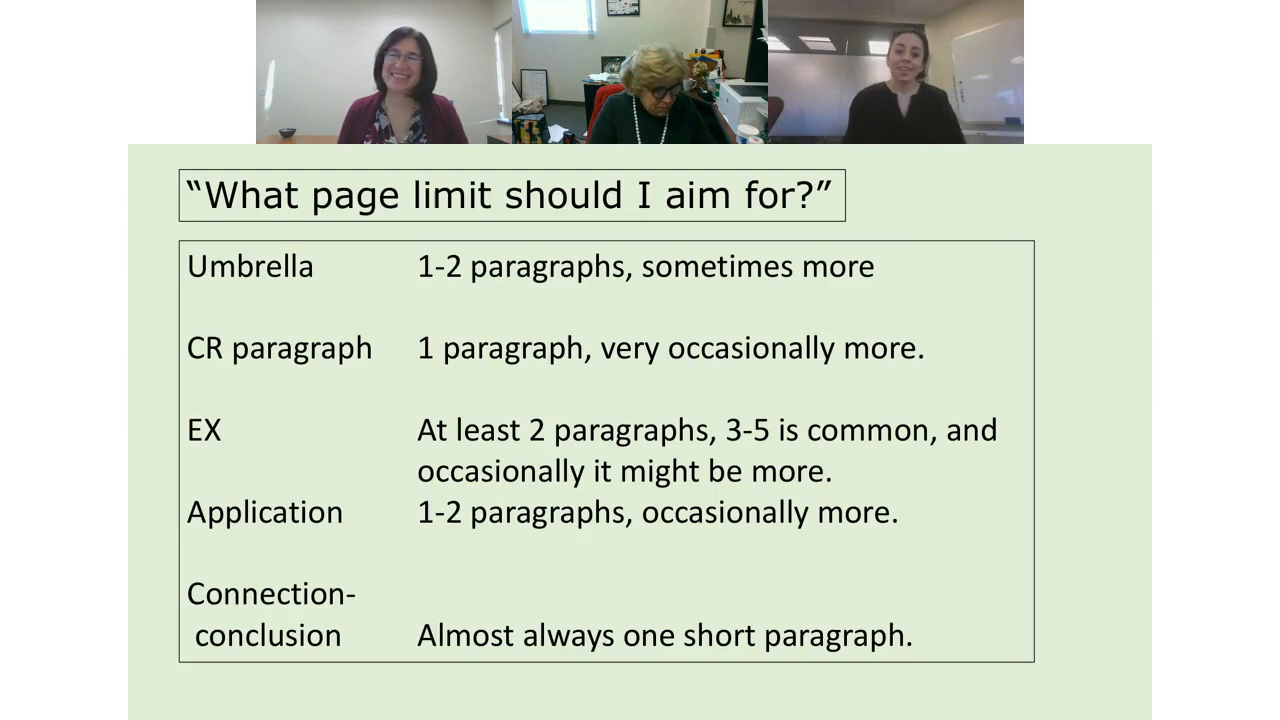 “What page limit should I aim for?”
Umbrella 1-2 paragraphs, sometimes more
CR paragraph 1 paragraph, very occasionally more.
EX At least 2 paragraphs, 3-5 is common, and
occasionally it might be more.
Application 1-2 paragraphs, occasionally more.
Connection-
conclusion Almost always one short paragraph.